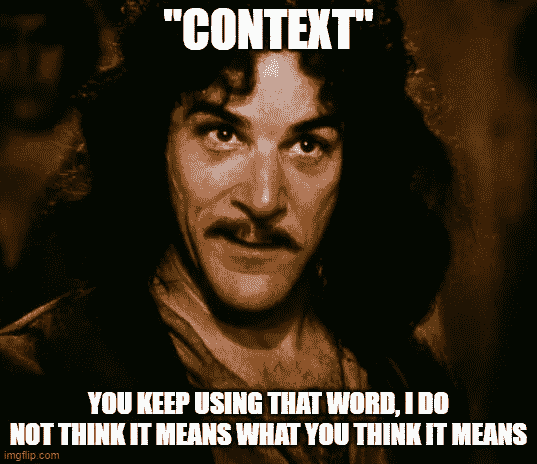 "CONTEXT"
YOU KEEP USING THAT WORD, I DO
NOT THINK IT MEANS WHAT YOU THINK IT MEANS
imgflip.com